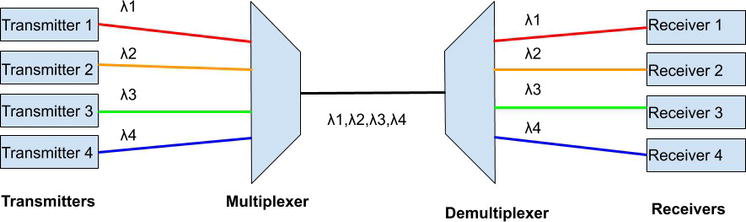 Transmitter 1
λ1
Transmitter 2
λ2
Transmitter 3
λ3
Transmitter 4
λ4
Transmitters
Multiplexer
λ1,λ2,λ3,λ4
Demultiplexer
λ1
Receiver 1
λ2
Receiver 2
λ3
Receiver 3
λ4
Receiver 4
Receivers